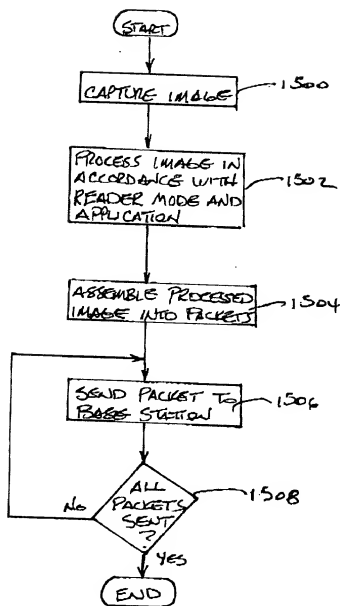 START
CAPTURE IMAGE
1500
PROCESS IMAGE IN
ACCORDANCE WITH
READER MODE AND
APPLICATION
1502
ASSEMBLE PROCESSED
IMAGE INTO PACKETS
1504
SEND PACKET TO
BASE STATION
1506
ALL
PACKETS
SENT
?
1508
No
YES
END